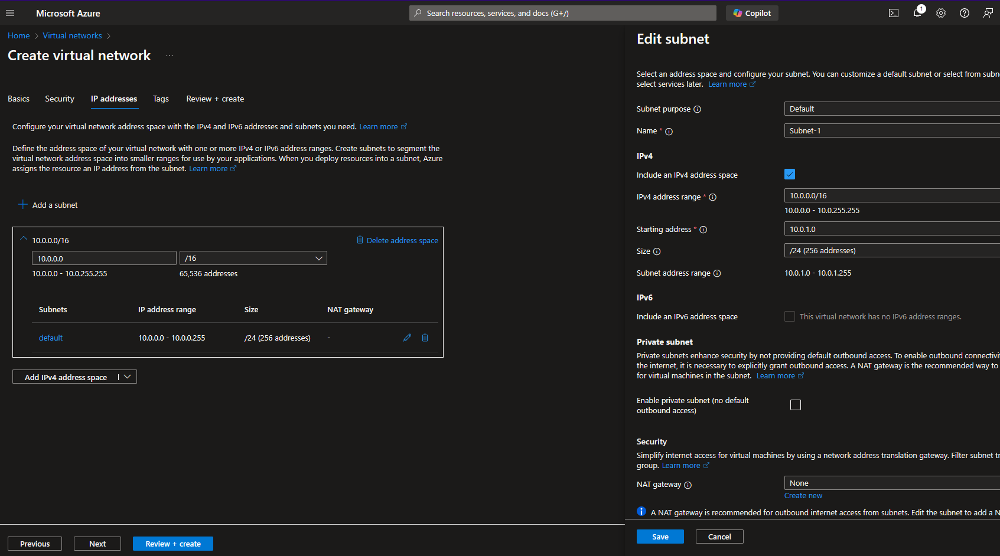 Microsoft Azure
Search resources, services, and docs (G+/)
Copilot
1
Home > Virtual networks >
Create virtual network ...
Basics Security IP addresses Tags Review + create
Configure your virtual network address space with the IPv4 and IPv6 addresses and subnets you need. Learn more
Define the address space of your virtual network with one or more IPv4 or IPv6 address ranges. Create subnets to segment the
virtual network address space into smaller ranges for use by your applications. When you deploy resources into a subnet, Azure
assigns the resource an IP address from the subnet. Learn more
Add a subnet
10.0.0.0/16 Delete address space
10.0.0.0 /16
10.0.0.0 - 10.0.255.255 65,536 addresses
Subnets IP address range Size NAT gateway
default 10.0.0.0 - 10.0.0.255 /24 (256 addresses) -
Add IPv4 address space
Previous Next Review + create
Edit subnet
Select an address space and configure your subnet. You can customize a default subnet or select from subn
select services later. Learn more
Subnet purpose Default
Name * Subnet-1
IPv4
Include an IPv4 address space
IPv4 address range * 10.0.0.0/16
10.0.0.0 - 10.0.255.255
Starting address * 10.0.1.0
Size /24 (256 addresses)
Subnet address range 10.0.1.0 - 10.0.1.255
IPv6
Include an IPv6 address space This virtual network has no IPv6 address ranges.
Private subnet
Private subnets enhance security by not providing default outbound access. To enable outbound connectivi
the internet, it is necessary to explicitly grant outbound access. A NAT gateway is the recommended way to
for virtual machines in the subnet. Learn more
Enable private subnet (no default
outbound access)
Security
Simplify internet access for virtual machines by using a network address translation gateway. Filter subnet tr
group. Learn more
NAT gateway None
Create new
A NAT gateway is recommended for outbound internet access from subnets. Edit the subnet to add a N
Save Cancel